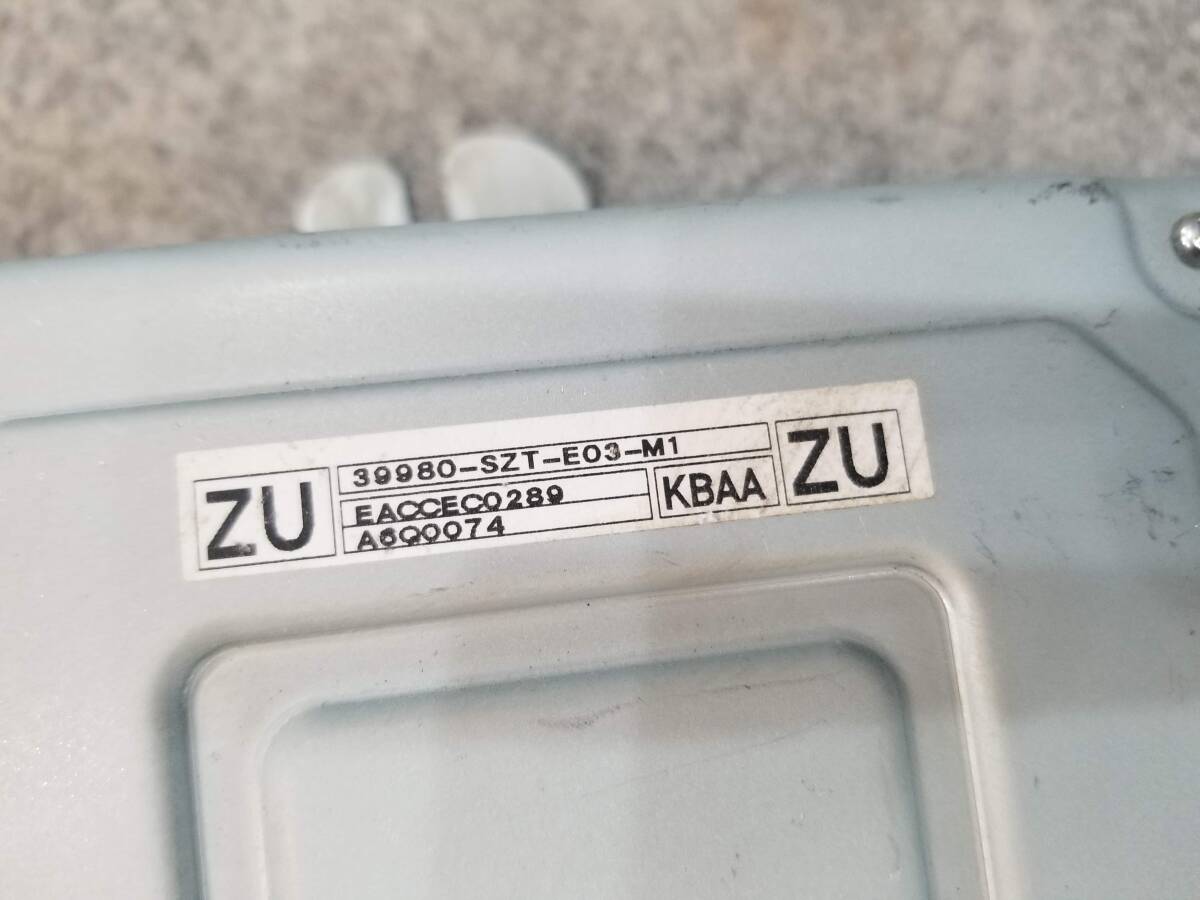 ZU
39980-SZT-E03-M1
EACCEC0289
A6Q0074
KBAA
ZU